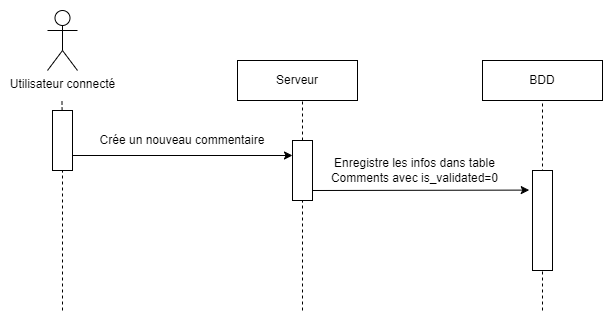 Utilisateur connecté
Serveur
BDD
Crée un nouveau commentaire
Enregistre les infos dans table
Comments avec is_validated=0